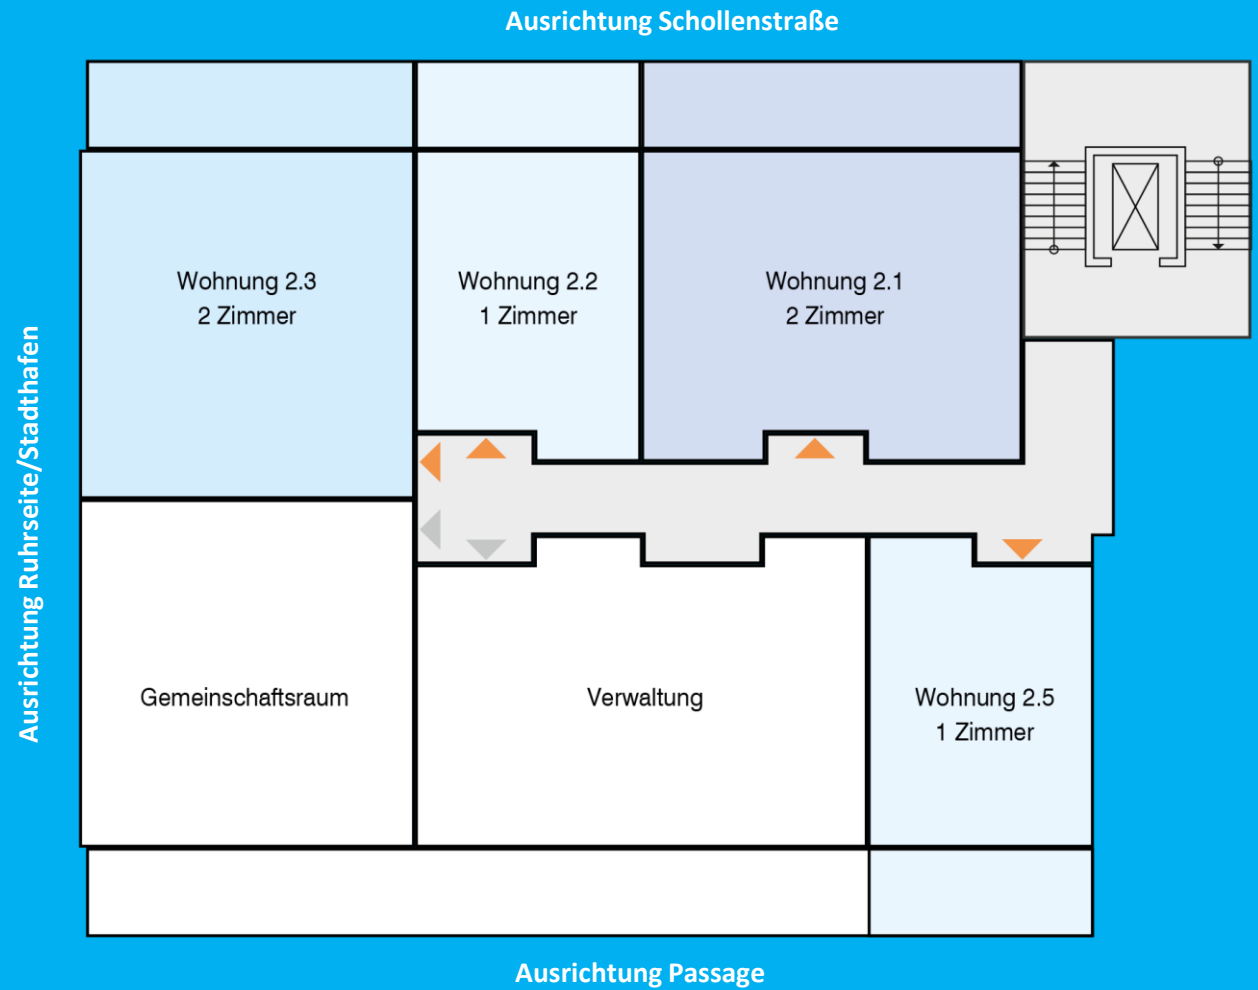 Ausrichtung Schollenstraße
Wohnung 2.3
2 Zimmer
Wohnung 2.2
1 Zimmer
Wohnung 2.1
2 Zimmer
Ausrichtung Ruhrseite/Stadthafen
Gemeinschaftsraum
Verwaltung
Wohnung 2.5
1 Zimmer
Ausrichtung Passage